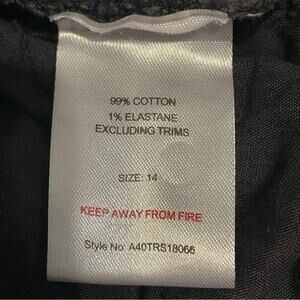 99% COTTON
1% ELASTANE
EXCLUDING TRIMS
SIZE: 14
KEEP AWAY FROM FIRE
Style No: A40TRS18066